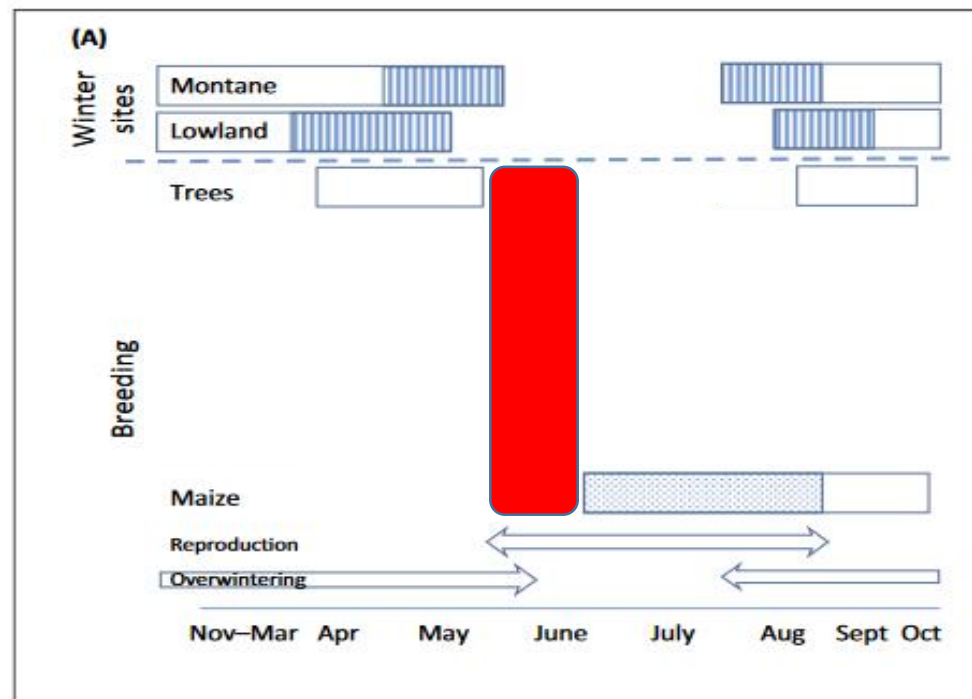 (A)
Winter
sites
Montane
Lowland
Trees
Breeding
Maize
Reproduction
Overwintering
Nov–Mar Apr May June July Aug Sept Oct